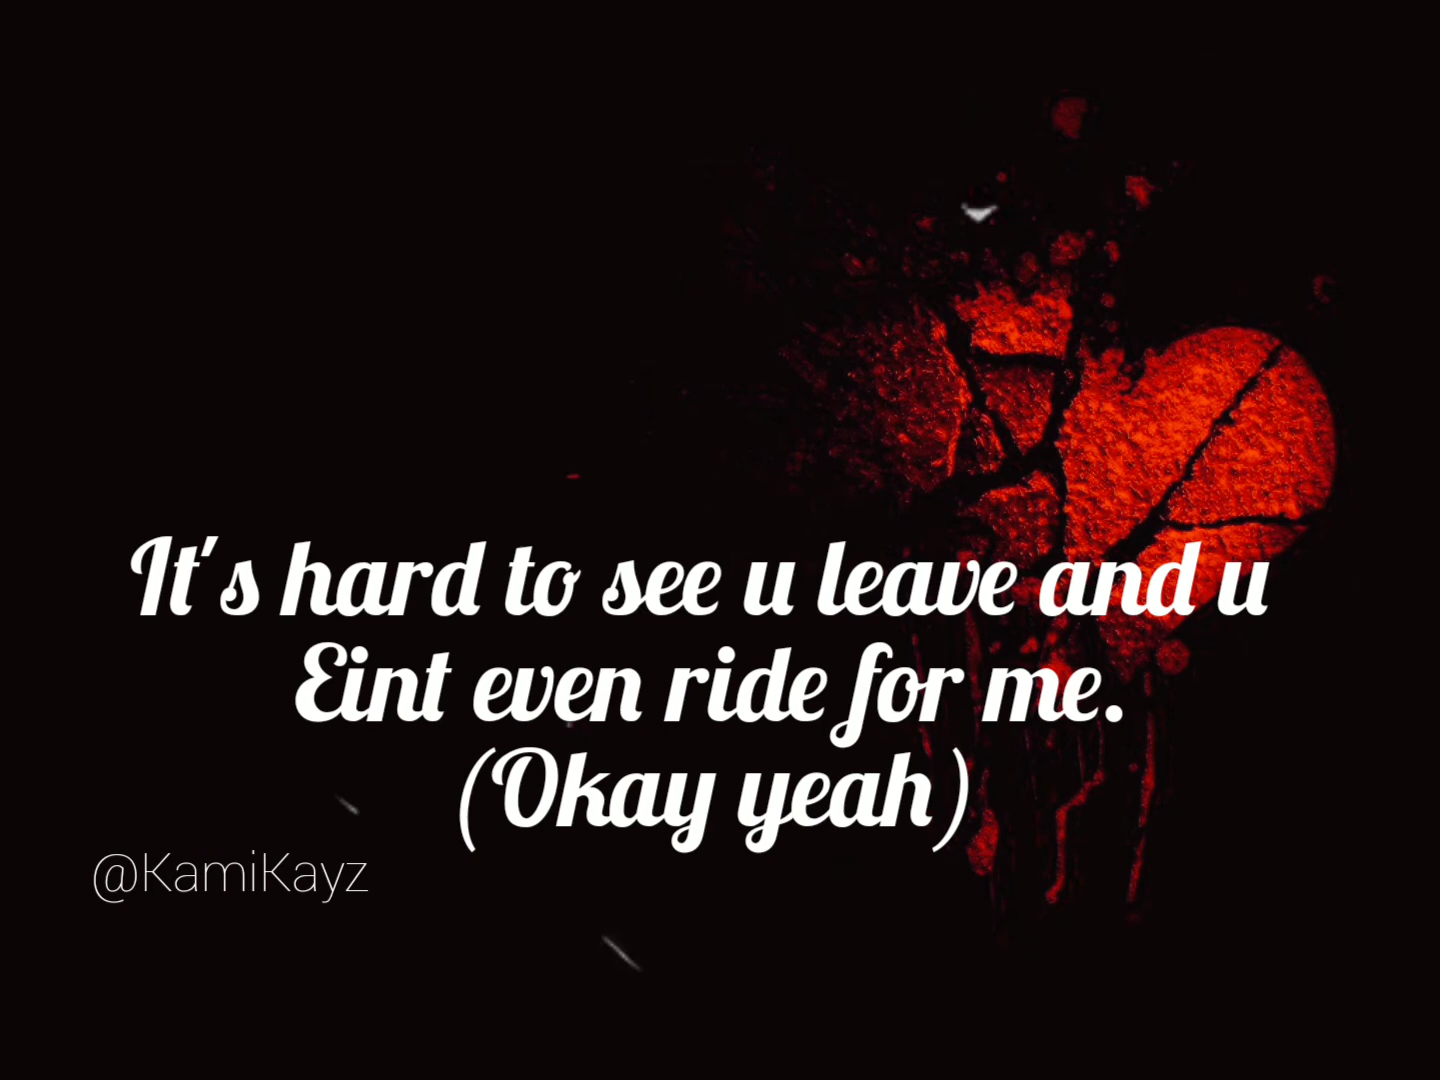 It's hard to see u leave and u
Eint even ride for me.
(Okay yeah)
@KamiKayz